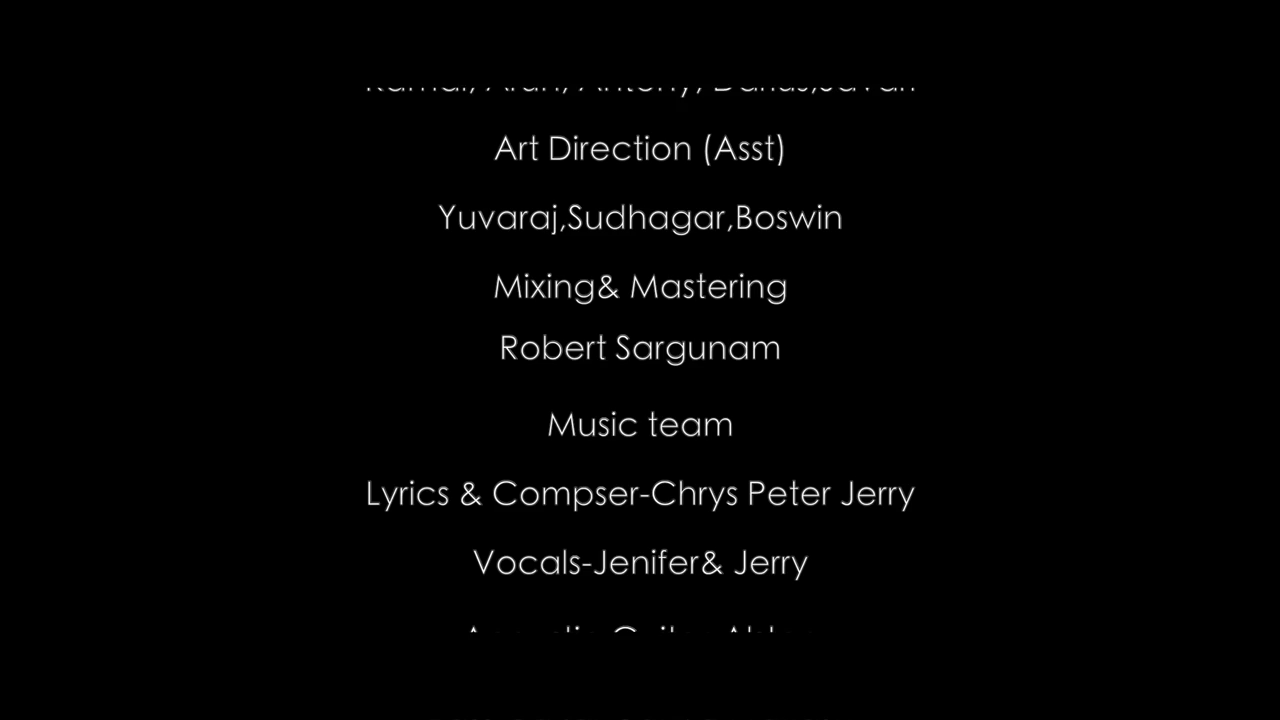 Art Direction (Asst)
Yuvaraj,Sudhagar,Boswin
Mixing& Mastering
Robert Sargunam
Music team
Lyrics & Compser-Chrys Peter Jerry
Vocals-Jenifer& Jerry